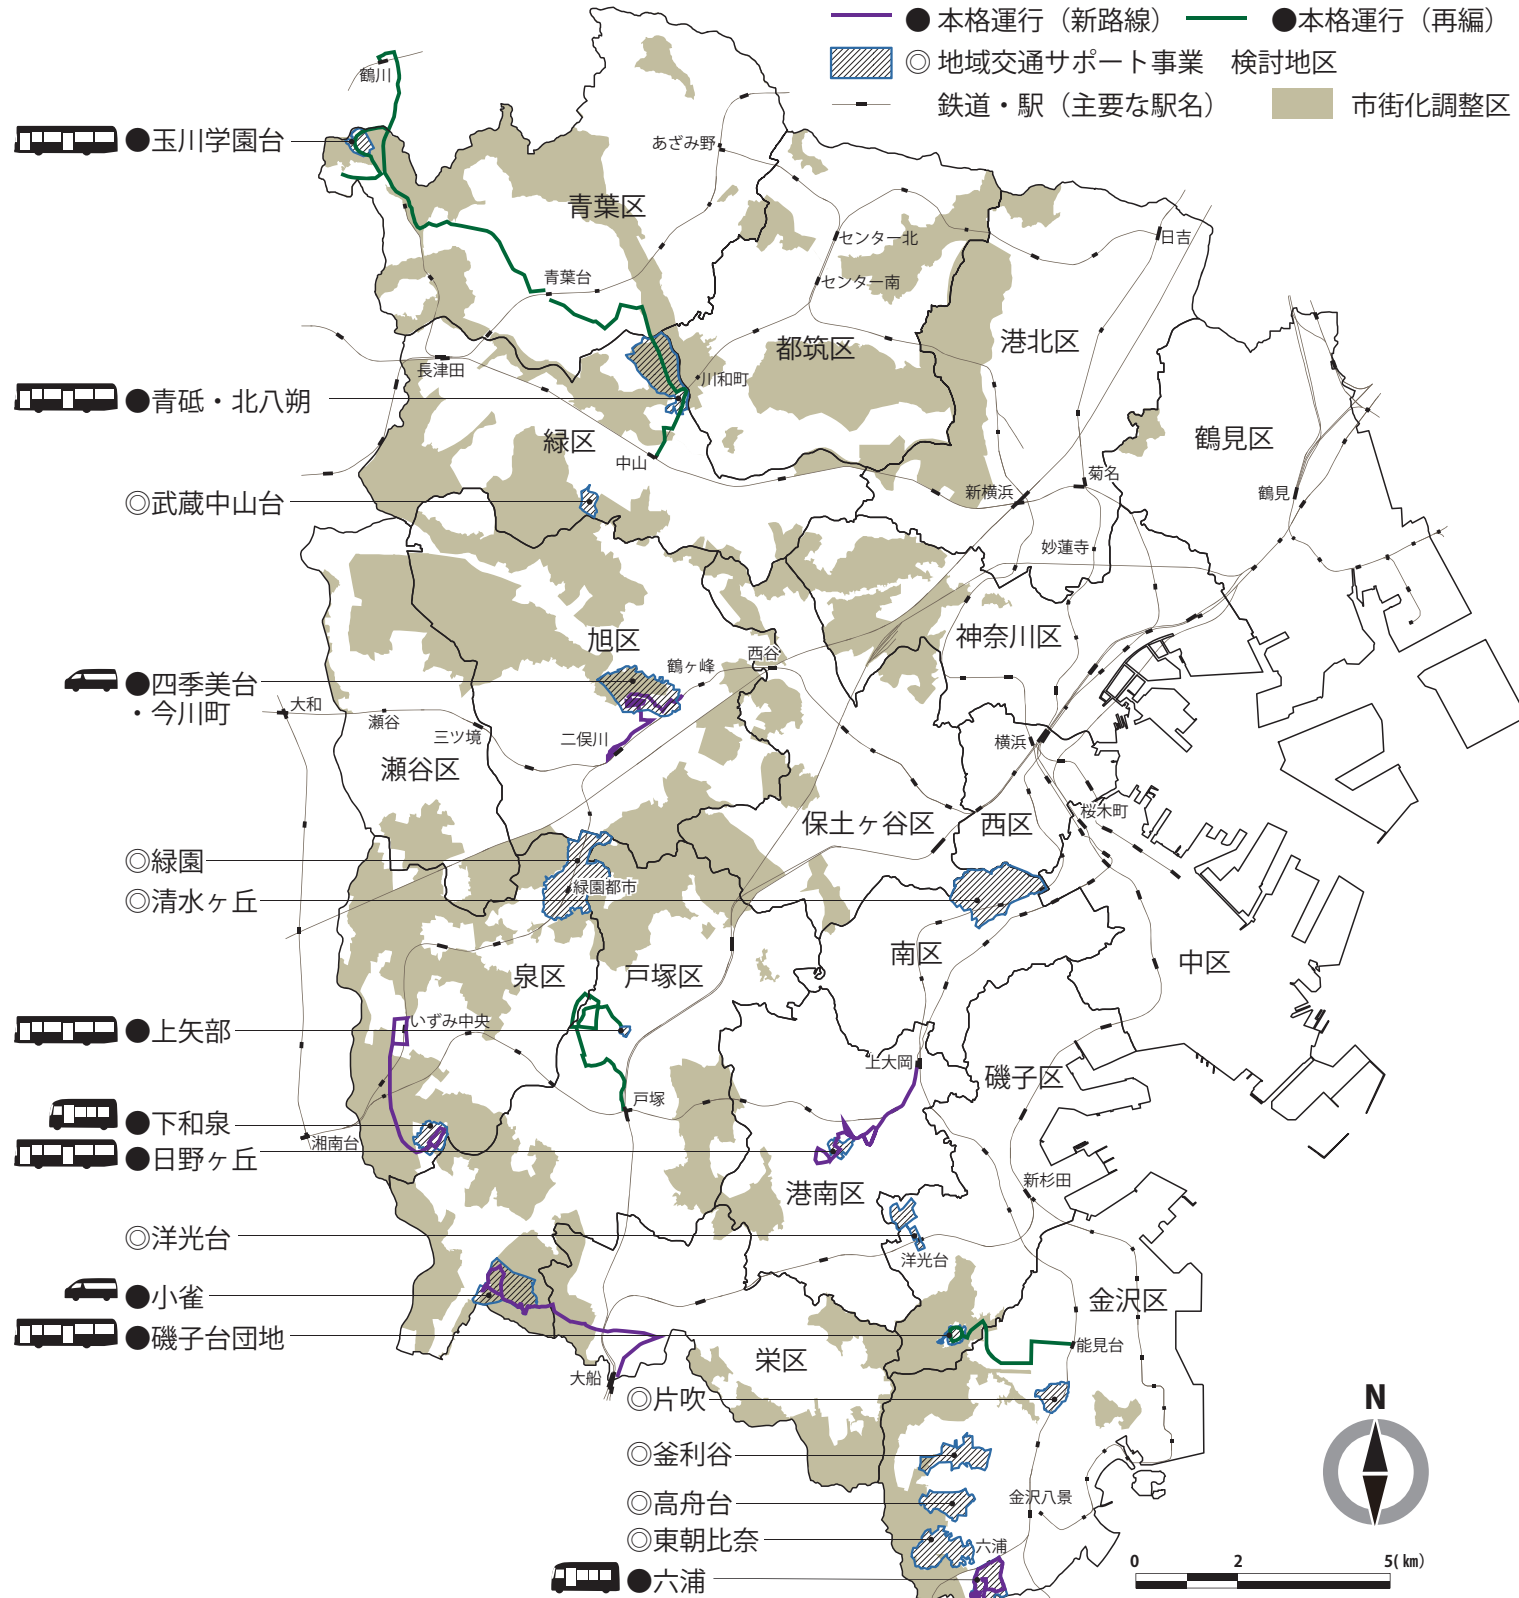 ● 本格運行（新路線）
●本格運行（再編）
◎ 地域交通サポート事業　検討地区
鉄道・駅（主要な駅名）
市街化調整区
鶴川
●玉川学園台
あざみ野
青葉区
センター北
日吉
青葉台
センター南
港北区
都筑区
長津田
川和町
●青砥・北八朔
緑区
鶴見区
中山
菊名
新横浜
鶴見
◎武蔵中山台
妙蓮寺
旭区
神奈川区
西谷
鶴ヶ峰
●四季美台
・今川町
大和
瀬谷
三ツ境
二俣川
横浜
瀬谷区
保土ヶ谷区
西区
桜木町
◎緑園
緑園都市
◎清水ヶ丘
南区
中区
泉区
戸塚区
いずみ中央
●上矢部
上大岡
磯子区
戸塚
●下和泉
湘南台
●日野ヶ丘
新杉田
港南区
◎洋光台
洋光台
●小雀
金沢区
●磯子台団地
能見台
栄区
大船
◎片吹
N
◎釜利谷
◎高舟台
金沢八景
◎東朝比奈
六浦
●六浦
0 2 5(㎞)